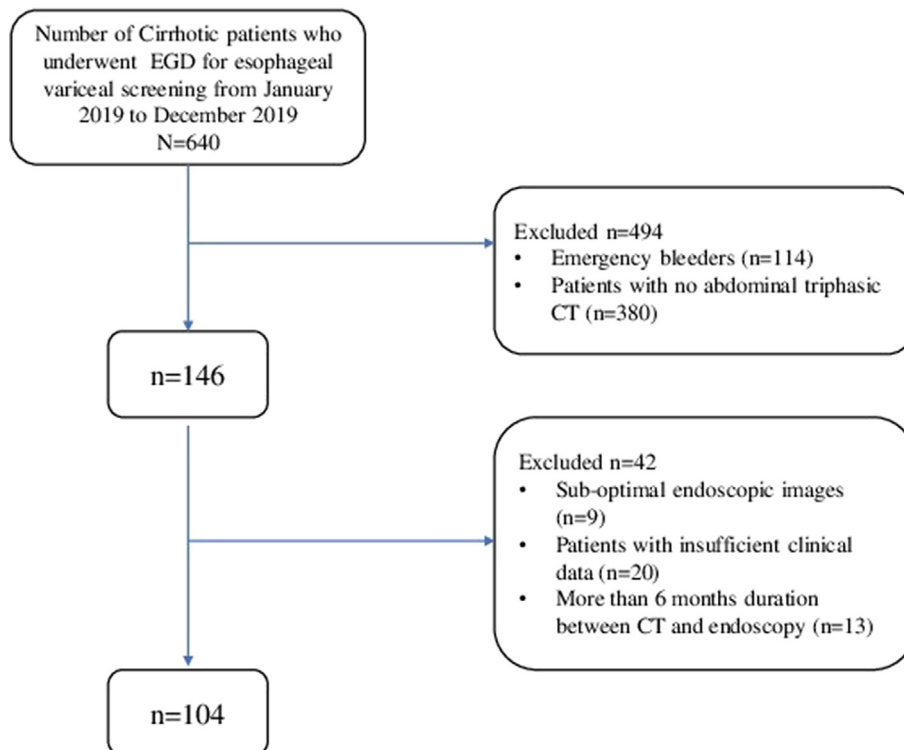 Number of Cirrhotic patients who
underwent EGD for esophageal
variceal screening from January
2019 to December 2019
N=640
Excluded n=494
• Emergency bleeders (n=114)
• Patients with no abdominal triphasic
CT (n=380)
n=146
Excluded n=42
• Sub-optimal endoscopic images
(n=9)
• Patients with insufficient clinical
data (n=20)
• More than 6 months duration
between CT and endoscopy (n=13)
n=104